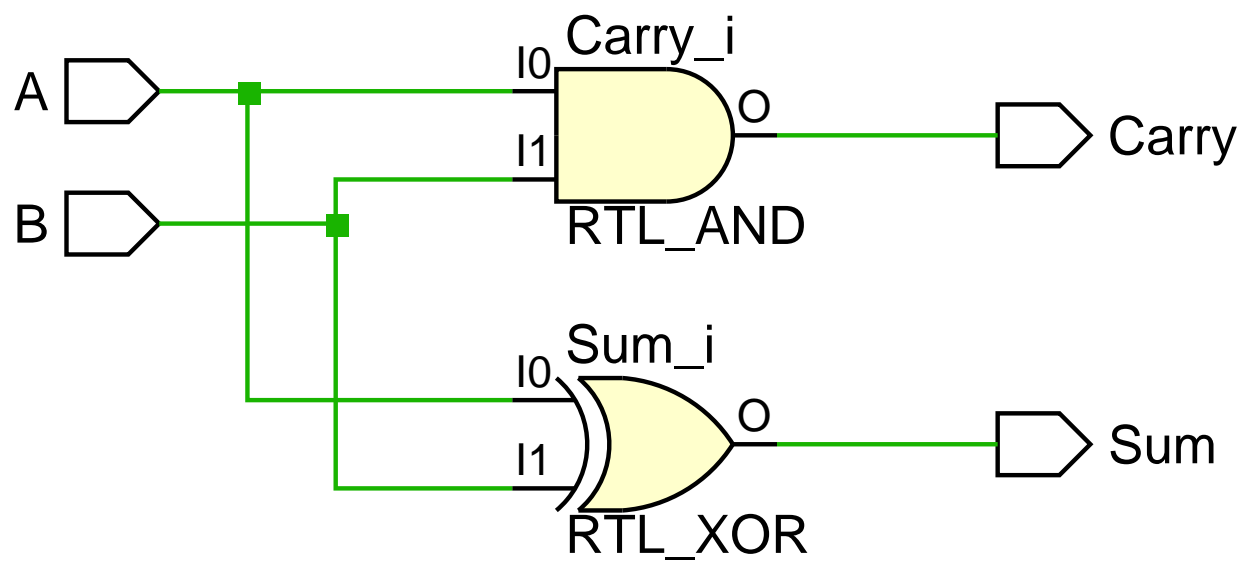 Carry_i
I0
A
O
Carry
I1
B
RTL_AND
Sum_i
I0
O
Sum
I1
RTL_XOR